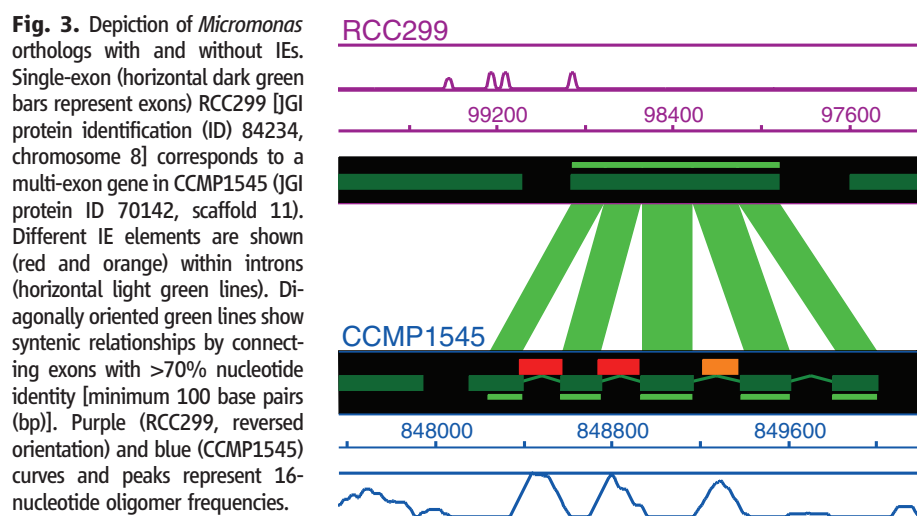 Fig. 3. Depiction of Micromonas
orthologs with and without IEs.
Single-exon (horizontal dark green
bars represent exons) RCC299 [JGI
protein identification (ID) 84234,
chromosome 8] corresponds to a
multi-exon gene in CCMP1545 (JGI
protein ID 70142, scaffold 11).
Different IE elements are shown
(red and orange) within introns
(horizontal light green lines). Di-
agonally oriented green lines show
syntenic relationships by connect-
ing exons with >70% nucleotide
identity [minimum 100 base pairs
(bp)]. Purple (RCC299, reversed
orientation) and blue (CCMP1545)
curves and peaks represent 16-
nucleotide oligomer frequencies.
RCC299
99200 98400 97600
CCMP1545
848000 848800 849600